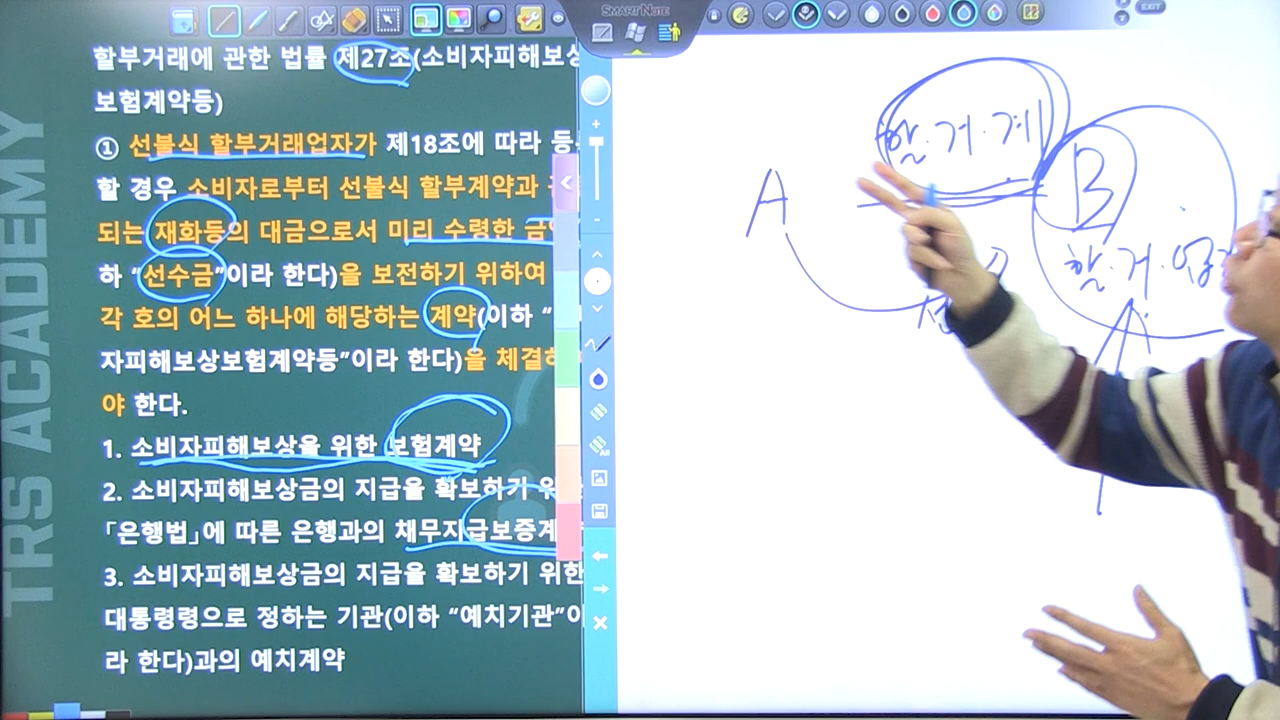 SMARTNOTE
EXIT
할부거래에 관한 법률 제27조(소비자피해보상
보험계약등)
① 선불식 할부거래업자가 제18조에 따라 등
할 경우 소비자로부터 선불식 할부계약과
되는 재화등의 대금으로서 미리 수령한 금
하 “선수금”이라 한다)을 보전하기 위하여
각 호의 어느 하나에 해당하는 계약(이하 “
자피해보상보험계약등”이라 한다)을 체결하
야 한다.
1. 소비자피해보상을 위한 보험계약
2. 소비자피해보상금의 지급을 확보하기 위
「은행법」에 따른 은행과의 채무지급보증계
3. 소비자피해보상금의 지급을 확보하기 위한
대통령령으로 정하는 기관(이하 “예치기관”이
라 한다)과의 예치계약
TRS ACADEMY
할·거·계
A
B
할·거·업
All